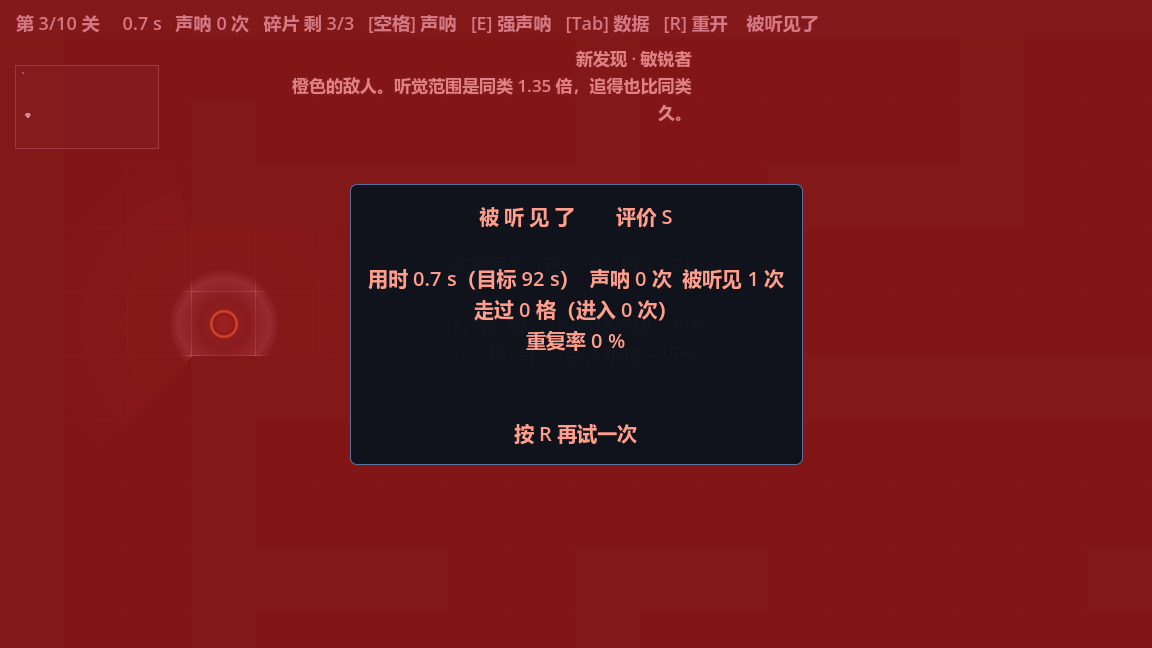 第 3/10 关 0.7 s 声呐 0 次 碎片 剩 3/3 [空格] 声呐 [E] 强声呐 [Tab] 数据 [R] 重开 被听见了
新发现 · 敏锐者
橙色的敌人。听觉范围是同类 1.35 倍，追得也比同类
久。
被 听 见 了 评价 S
用时 0.7 s（目标 92 s） 声呐 0 次 被听见 1 次
走过 0 格（进入 0 次）
重复率 0 %
按 R 再试一次